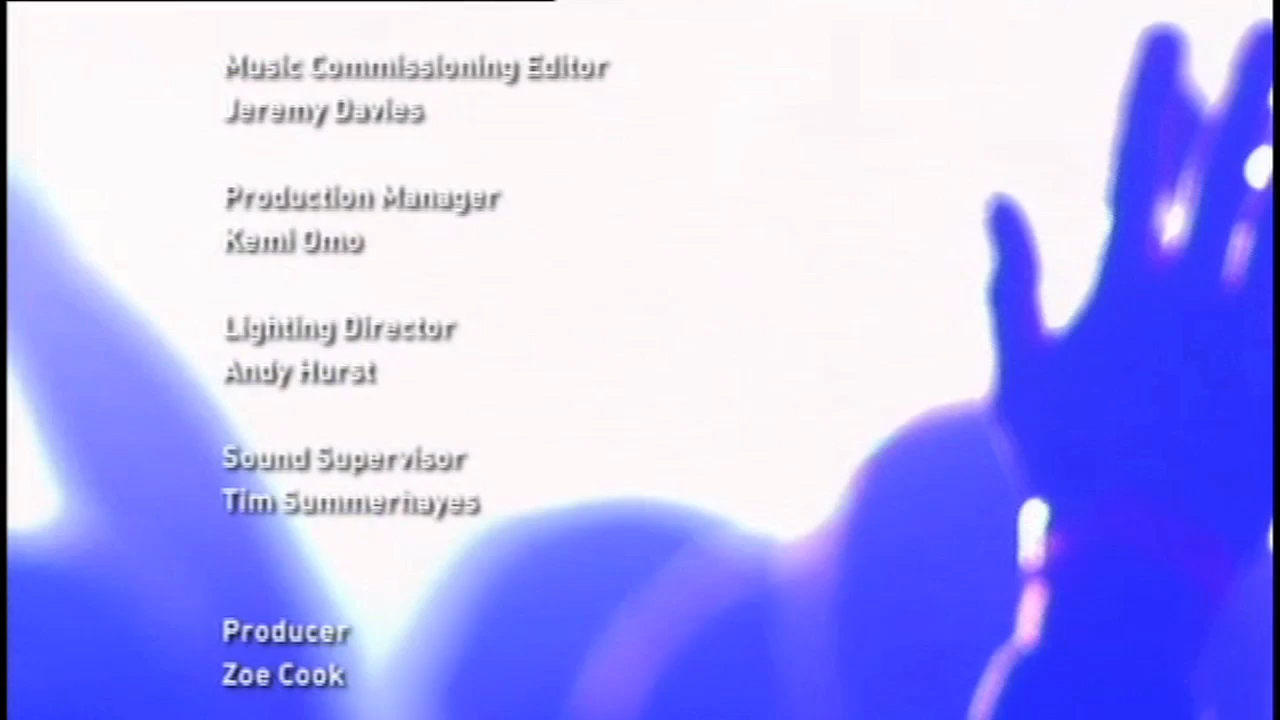 Music Commissioning Editor
Jeremy Davies
Production Manager
Kemi Omo
Lighting Director
Andy Hurst
Sound Supervisor
Tim Summerhayes
Producer
Zoe Cook